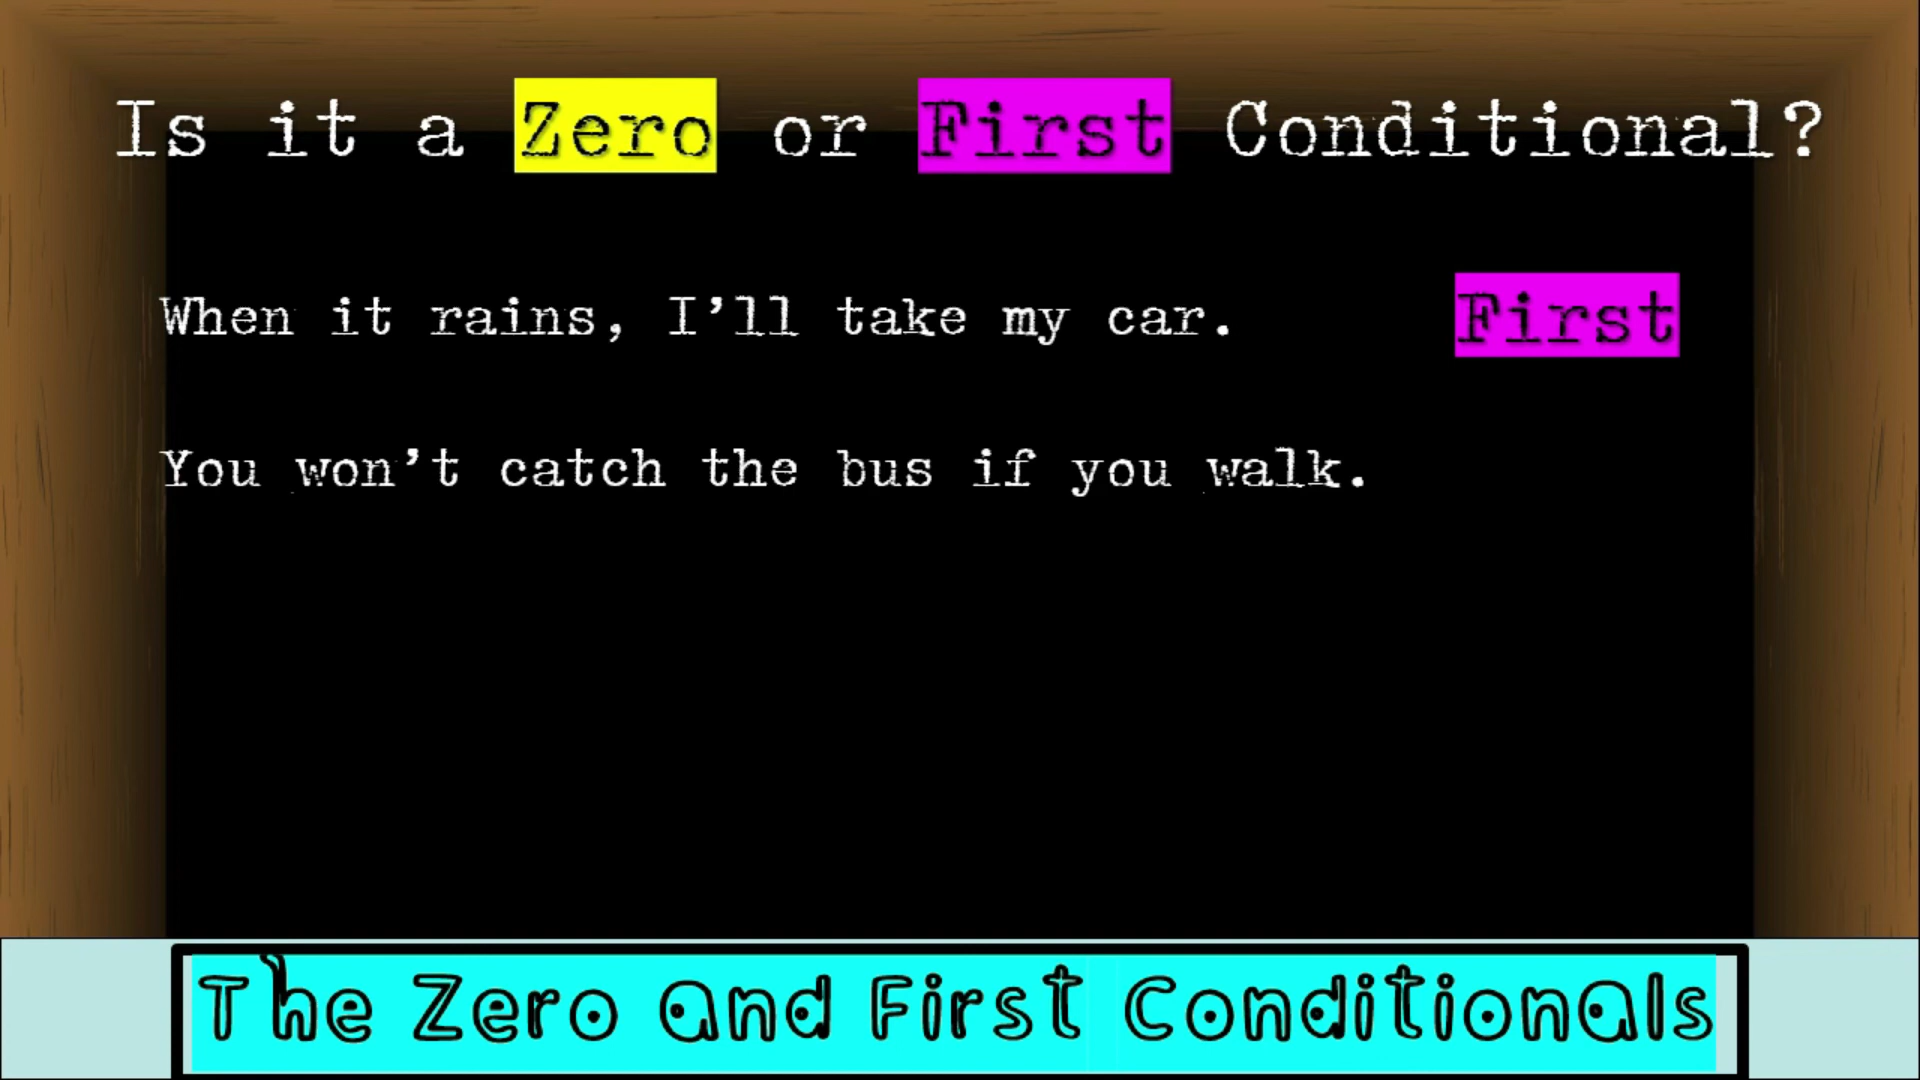 Is it a Zero or First Conditional?
When it rains, I'll take my car. First
You won't catch the bus if you walk.
The Zero and First Conditionals